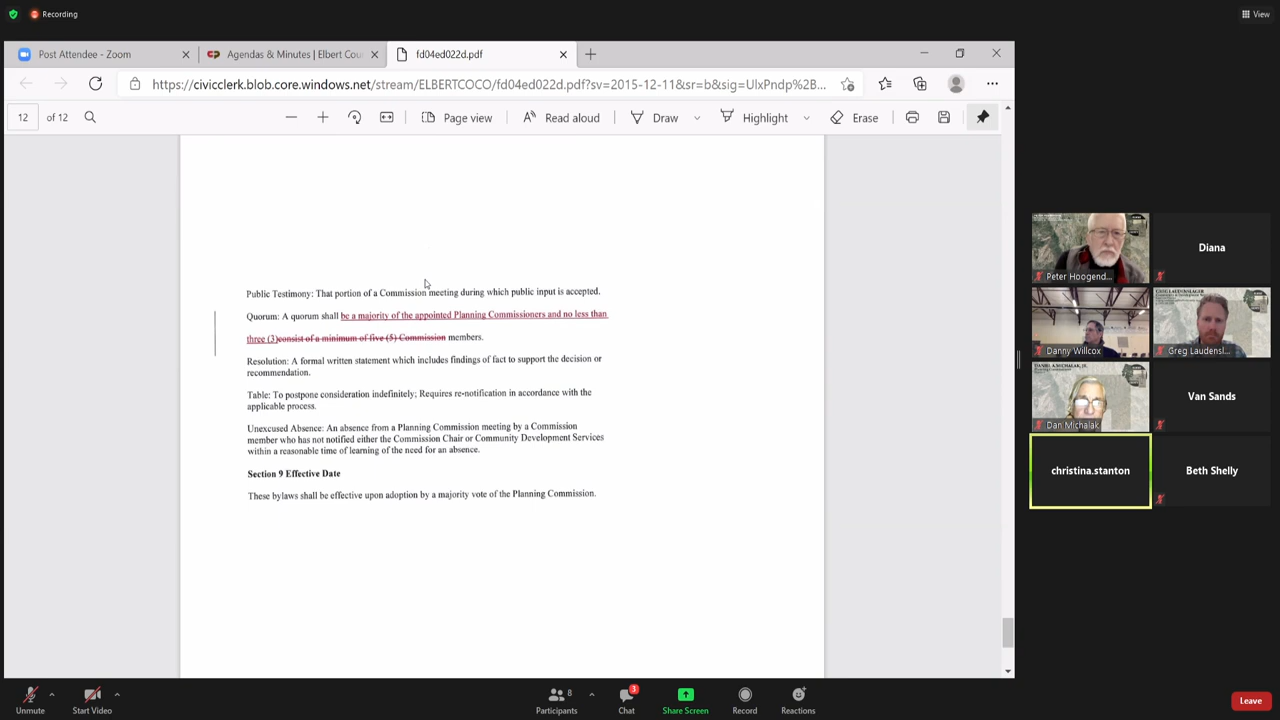 Recording
View
Post Attendee - Zoom
Agendas & Minutes | Elbert Cou
fd04ed022d.pdf
https://civicclerk.blob.core.windows.net/stream/ELBERTCOCO/fd04ed022d.pdf?sv=2015-12-11&sr=b&sig=UlxPndp%2B...
12 of 12
Page view
Read aloud
Draw
Highlight
Erase
Public Testimony: That portion of a Commission meeting during which public input is accepted.
Quorum: A quorum shall be a majority of the appointed Planning Commissioners and no less than
three (3)consist of a minimum of five (5) Commission members.
Resolution: A formal written statement which includes findings of fact to support the decision or
recommendation.
Table: To postpone consideration indefinitely; Requires re-notification in accordance with the
applicable process.
Unexcused Absence: An absence from a Planning Commission meeting by a Commission
member who has not notified either the Commission Chair or Community Development Services
within a reasonable time of learning of the need for an absence.
Section 9 Effective Date
These bylaws shall be effective upon adoption by a majority vote of the Planning Commission.
Peter Hoogend...
Diana
Danny Willcox
Greg Laudensl...
Dan Michalak
Van Sands
christina.stanton
Beth Shelly
Unmute
Start Video
Participants
8
Chat
3
Share Screen
Record
Reactions
Leave